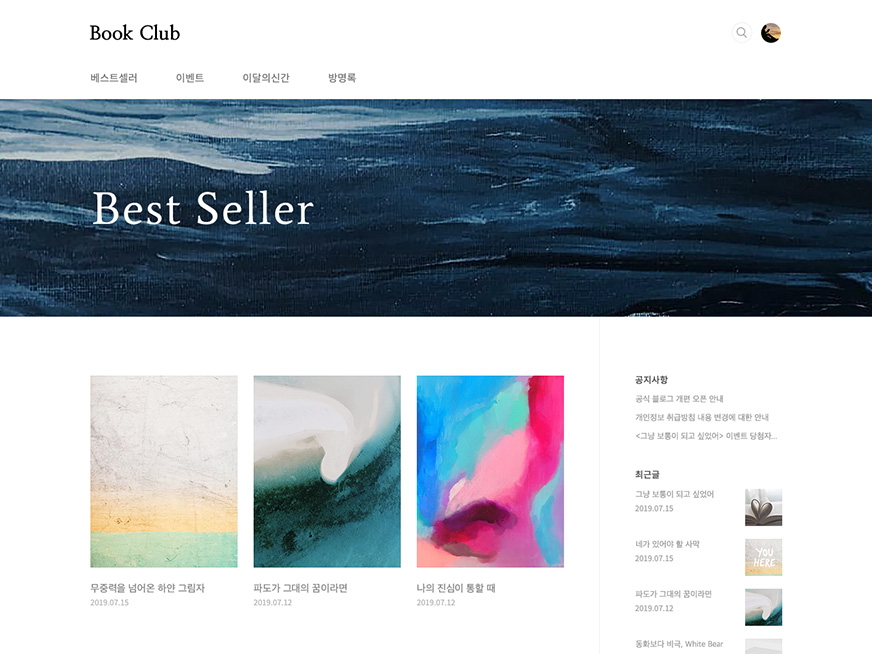 Book Club
베스트셀러
이벤트
이달의신간
방명록
Best Seller
무중력을 넘어온 하얀 그림자
2019.07.15
파도가 그대의 꿈이라면
2019.07.12
나의 진심이 통할 때
2019.07.12
공지사항
공식 블로그 개편 오픈 안내
개인정보 취급방침 내용 변경에 대한 안내
<그냥 보통이 되고 싶었어> 이벤트 당첨자...
최근글
그냥 보통이 되고 싶었어
2019.07.15
네가 있어야 할 사막
2019.07.15
YOU
HERE
파도가 그대의 꿈이라면
2019.07.12
동화보다 비극, White Bear